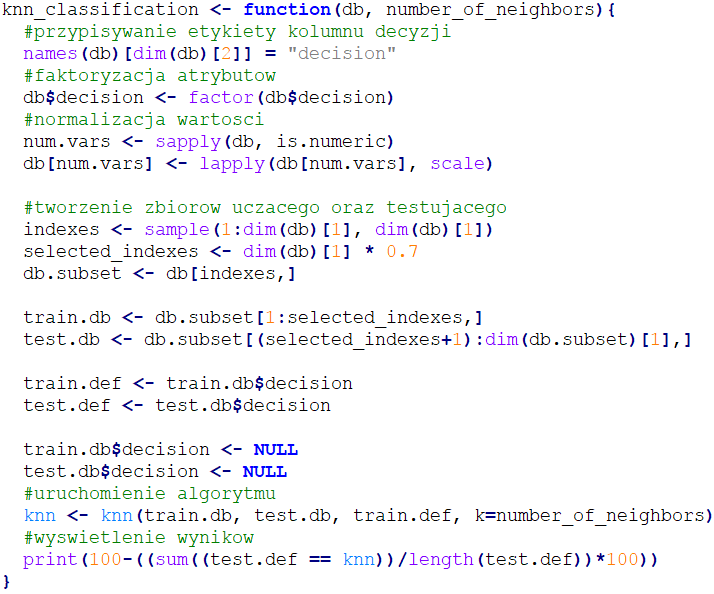 knn_classification <- function(db, number_of_neighbors){
  #przypisywanie etykiety kolumnu decyzji
  names(db)[dim(db)[2]] = "decision"
  #faktoryzacja atrybutow
  db$decision <- factor(db$decision)
  #normalizacja wartosci
  num.vars <- sapply(db, is.numeric)
  db[num.vars] <- lapply(db[num.vars], scale)

  #tworzenie zbiorow uczacego oraz testujacego
  indexes <- sample(1:dim(db)[1], dim(db)[1])
  selected_indexes <- dim(db)[1] * 0.7
  db.subset <- db[indexes,]

  train.db <- db.subset[1:selected_indexes,]
  test.db <- db.subset[(selected_indexes+1):dim(db.subset)[1],]

  train.def <- train.db$decision
  test.def <- test.db$decision

  train.db$decision <- NULL
  test.db$decision <- NULL
  #uruchomienie algorytmu
  knn <- knn(train.db, test.db, train.def, k=number_of_neighbors)
  #wyswietlenie wynikow
  print(100-((sum((test.def == knn))/length(test.def))*100))
}